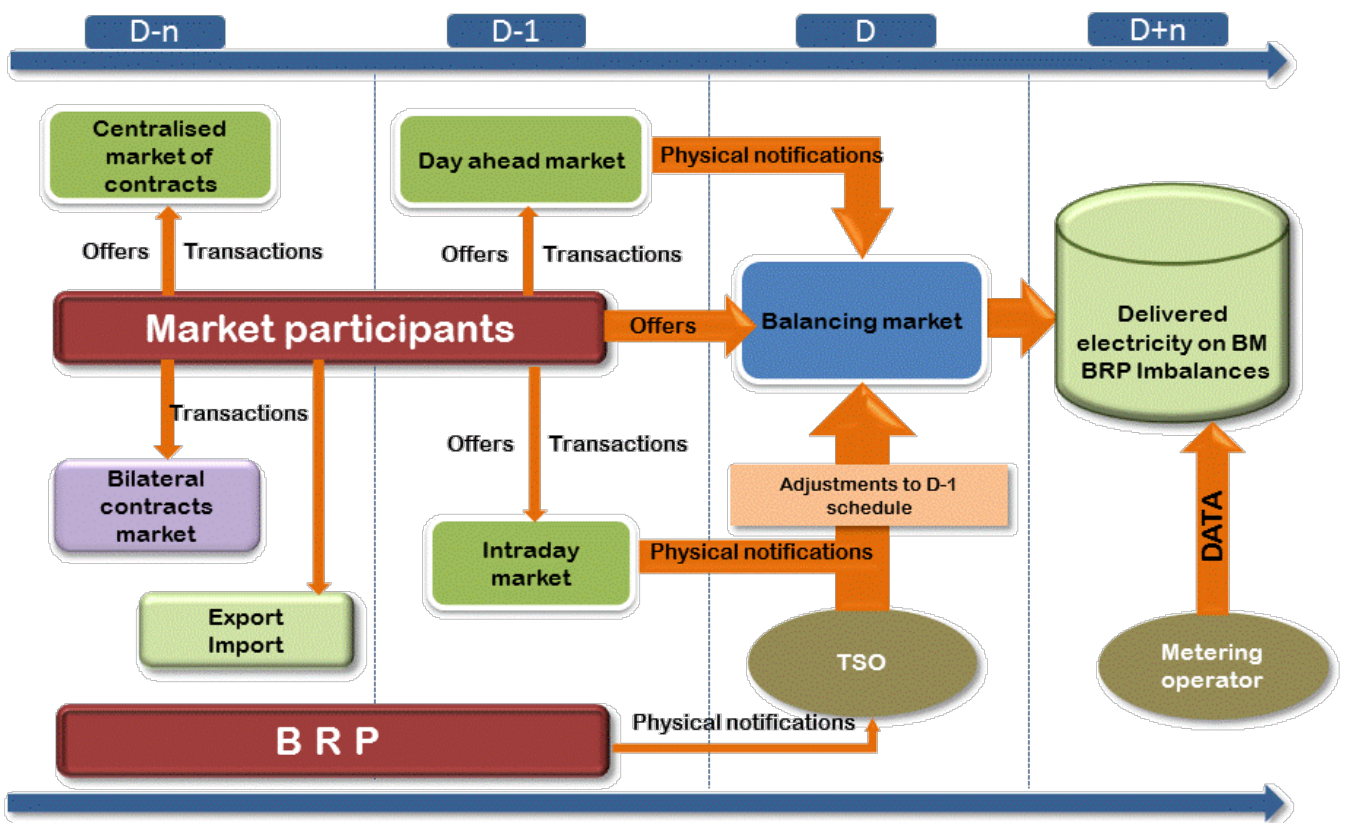 D-n
D-1
D
D+n
Centralised
market of
contracts
Day ahead market
Physical notifications
Offers
Transactions
Offers
Transactions
Market participants
Offers
Balancing market
Delivered
electricity on BM
BRP Imbalances
Transactions
Offers
Transactions
Bilateral
contracts
market
Adjustments to D-1
schedule
DATA
Intraday
market
Physical notifications
Export
Import
TSO
Metering
operator
B R P
Physical notifications